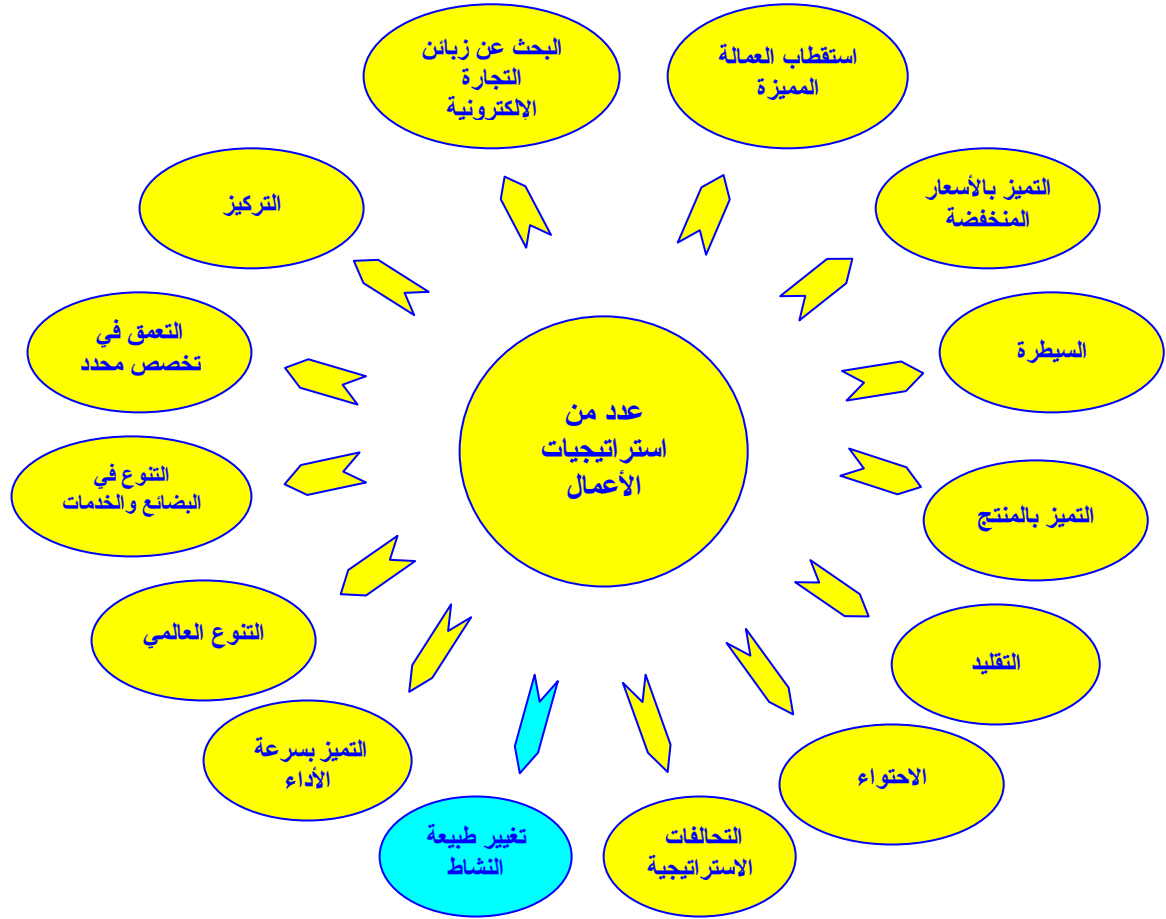 استقطاب العمالة
المميزة
البحث عن زبائن
التجارة
الإلكترونية
التميز بالأسعار
المنخفضة
التركيز
السيطرة
التعمق في
تخصص محدد
عدد من
استراتيجيات
الأعمال
التنوع في
البضائع والخدمات
التميز بالمنتج
التنوع العالمي
التقليد
التميز بسرعة
الأداء
الاحتواء
تغيير طبيعة
النشاط
التحالفات
الاستراتيجية